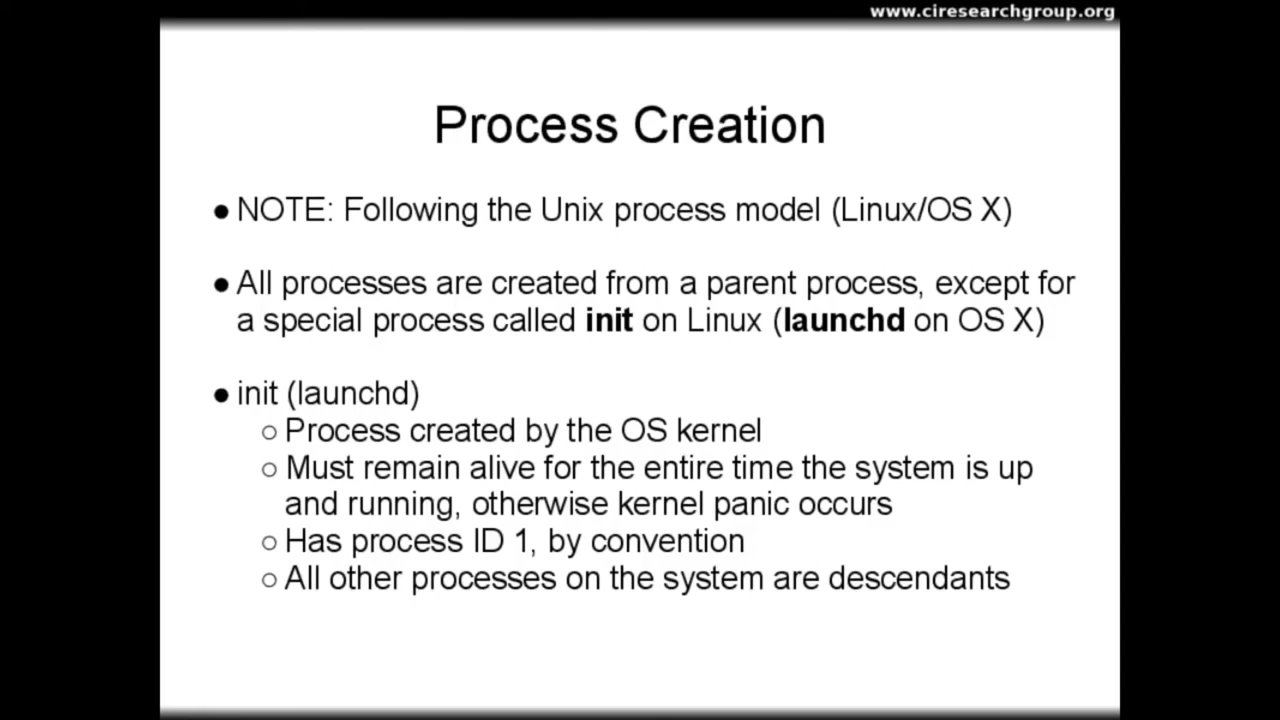 www.ciresearchgroup.org
Process Creation
● NOTE: Following the Unix process model (Linux/OS X)
● All processes are created from a parent process, except for
a special process called init on Linux (launchd on OS X)
● init (launchd)
○ Process created by the OS kernel
○ Must remain alive for the entire time the system is up
and running, otherwise kernel panic occurs
○ Has process ID 1, by convention
○ All other processes on the system are descendants